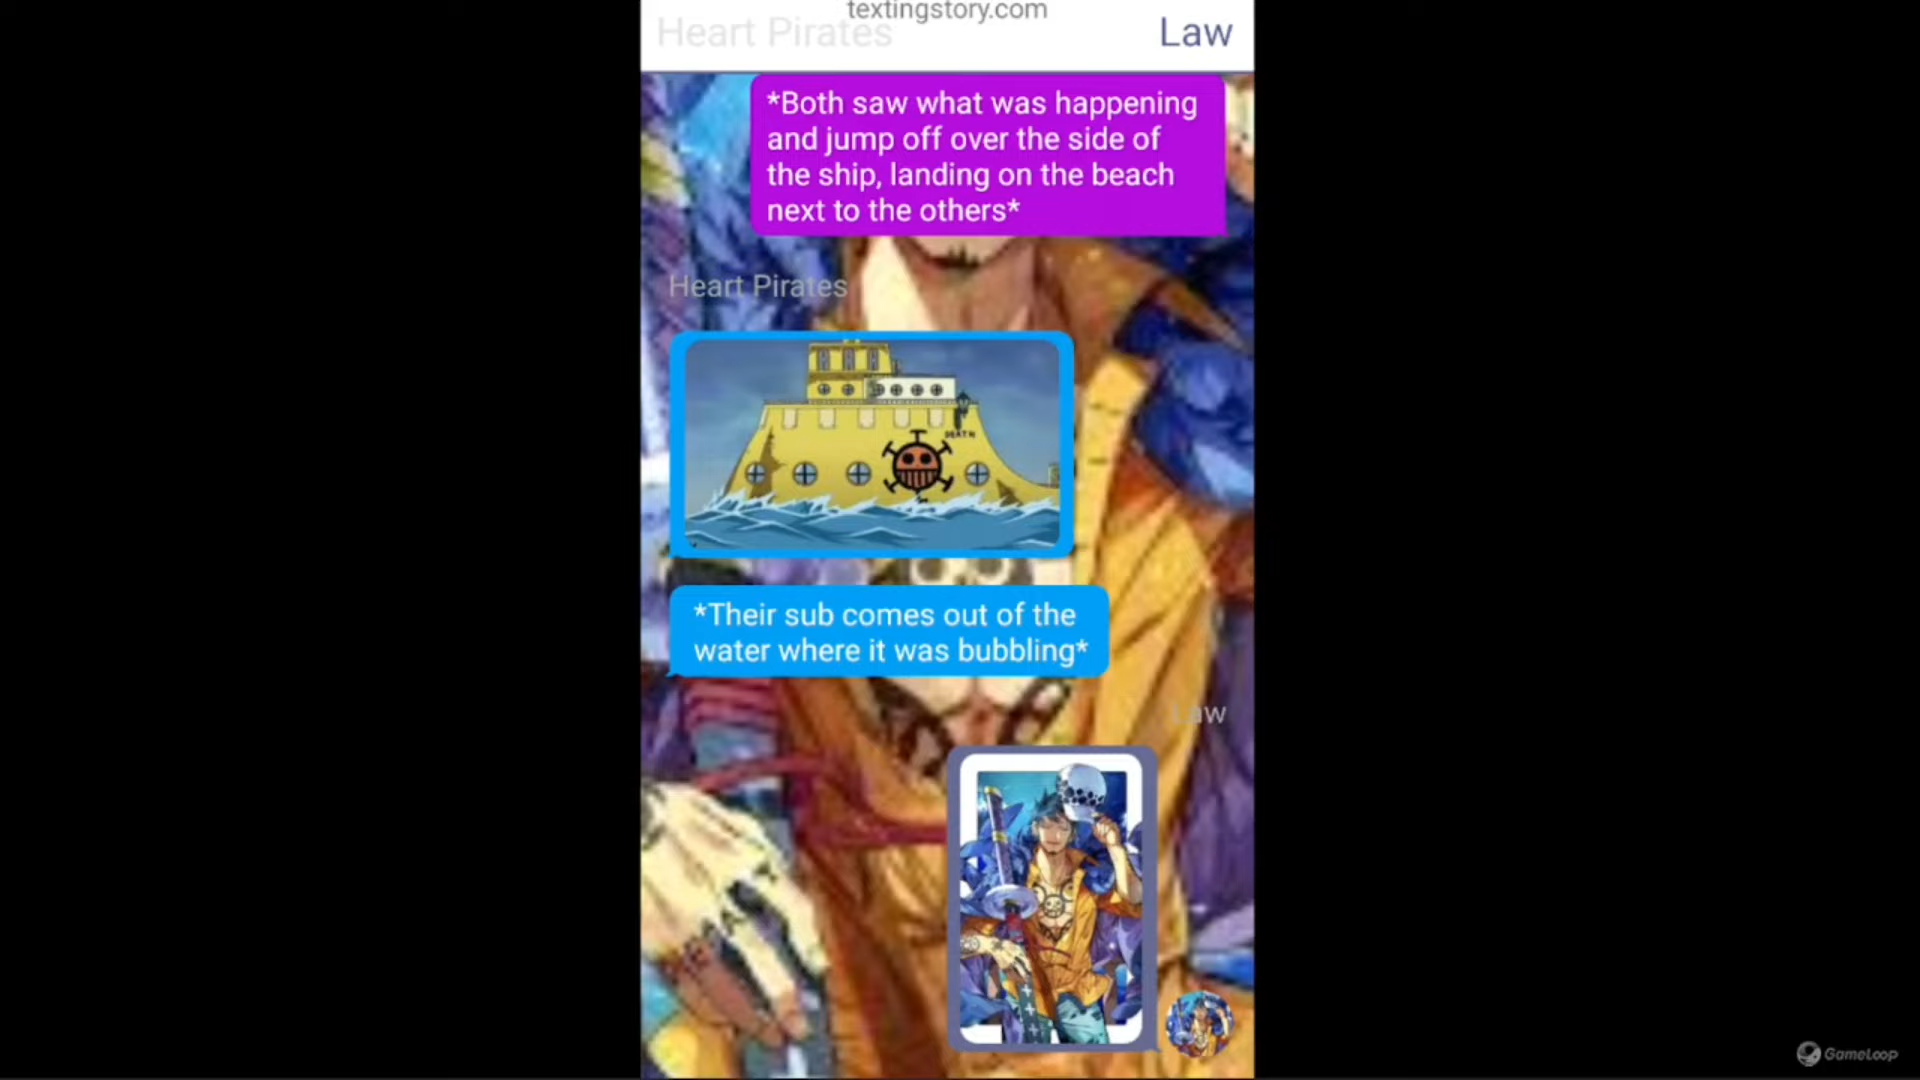 textingstory.com
Heart Pirates
Law
*Both saw what was happening
and jump off over the side of
the ship, landing on the beach
next to the others*
Heart Pirates
DEATH
*Their sub comes out of the
water where it was bubbling*
Law
GameLoop